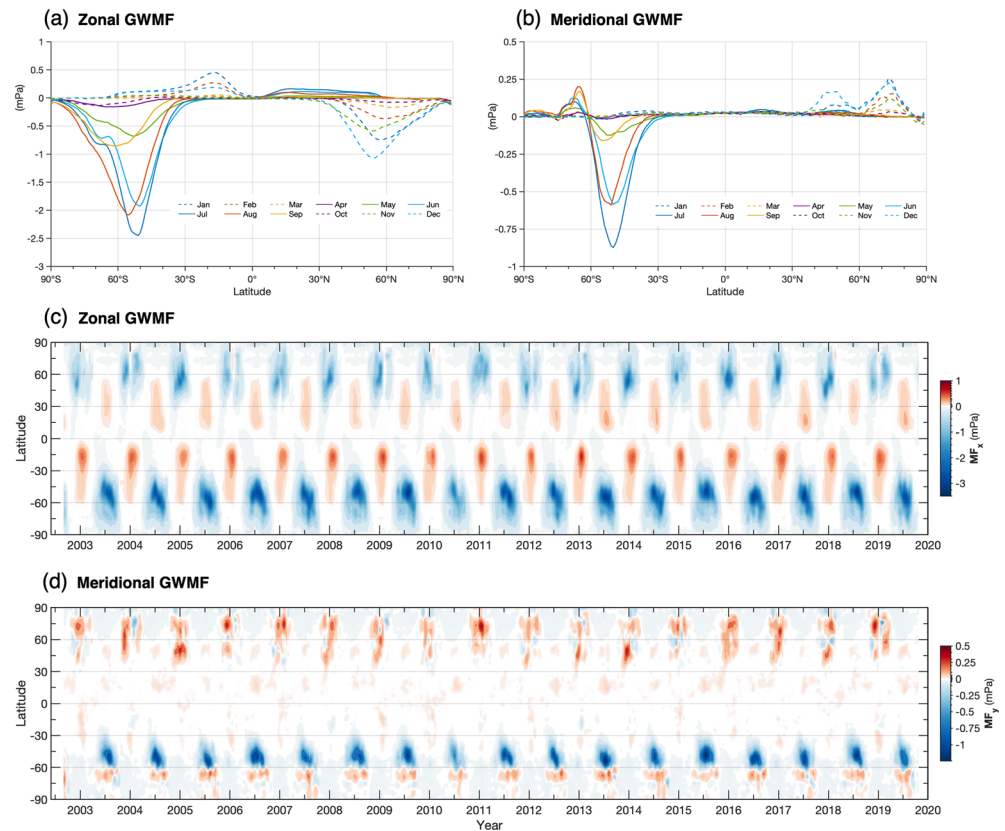 (a) Zonal GWMF
1
0.5
0
-0.5
-1
-1.5
-2
-2.5
-3
(mPa)
Jan Feb Mar Apr May Jun
Jul Aug Sep Oct Nov Dec
90°S 60°S 30°S 0° 30°N 60°N 90°N
Latitude
(b) Meridional GWMF
0.5
0.25
0
-0.25
-0.5
-0.75
-1
(mPa)
Jan Feb Mar Apr May Jun
Jul Aug Sep Oct Nov Dec
90°S 60°S 30°S 0° 30°N 60°N 90°N
Latitude
(c) Zonal GWMF
90
60
30
0
-30
-60
-90
Latitude
2003 2004 2005 2006 2007 2008 2009 2010 2011 2012 2013 2014 2015 2016 2017 2018 2019 2020
1
0
-1
-2
-3
MFx (mPa)
(d) Meridional GWMF
90
60
30
0
-30
-60
-90
Latitude
2003 2004 2005 2006 2007 2008 2009 2010 2011 2012 2013 2014 2015 2016 2017 2018 2019 2020
Year
0.5
0.25
0
-0.25
-0.5
-0.75
-1
MFy (mPa)